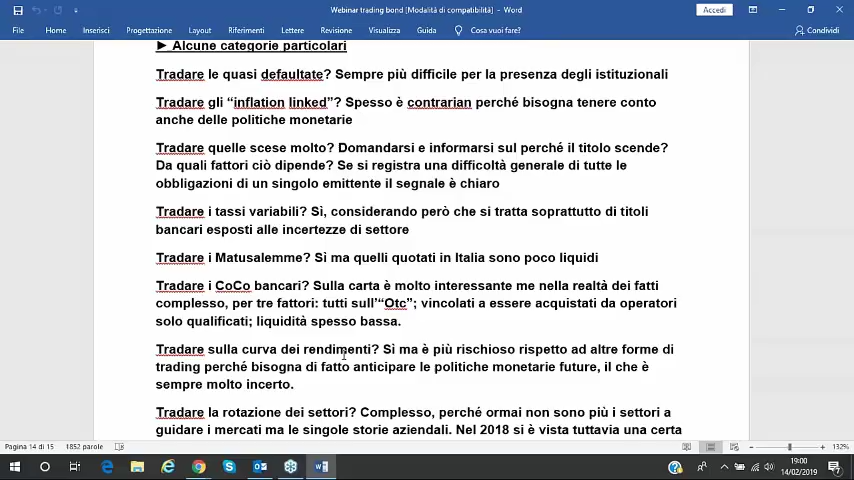 Webinar trading bond [Modalità di compatibilità] - Word
Accedi
File Home Inserisci Progettazione Layout Riferimenti Lettere Revisione Visualizza Guida Cosa vuoi fare? Condividi
► Alcune categorie particolari
Tradare le quasi defaultate? Sempre più difficile per la presenza degli istituzionali
Tradare gli “inflation linked”? Spesso è contrarian perché bisogna tenere conto
anche delle politiche monetarie
Tradare quelle scese molto? Domandarsi e informarsi sul perché il titolo scende?
Da quali fattori ciò dipende? Se si registra una difficoltà generale di tutte le
obbligazioni di un singolo emittente il segnale è chiaro
Tradare i tassi variabili? Sì, considerando però che si tratta soprattutto di titoli
bancari esposti alle incertezze di settore
Tradare i Matusalemme? Sì ma quelli quotati in Italia sono poco liquidi
Tradare i CoCo bancari? Sulla carta è molto interessante me nella realtà dei fatti
complesso, per tre fattori: tutti sull’“Otc”; vincolati a essere acquistati da operatori
solo qualificati; liquidità spesso bassa.
Tradare sulla curva dei rendimenti? Sì ma è più rischioso rispetto ad altre forme di
trading perché bisogna di fatto anticipare le politiche monetarie future, il che è
sempre molto incerto.
Tradare la rotazione dei settori? Complesso, perché ormai non sono più i settori a
guidare i mercati ma le singole storie aziendali. Nel 2018 si è vista tuttavia una certa
Pagina 14 di 15 1852 parole 132%
19:00
14/02/2019